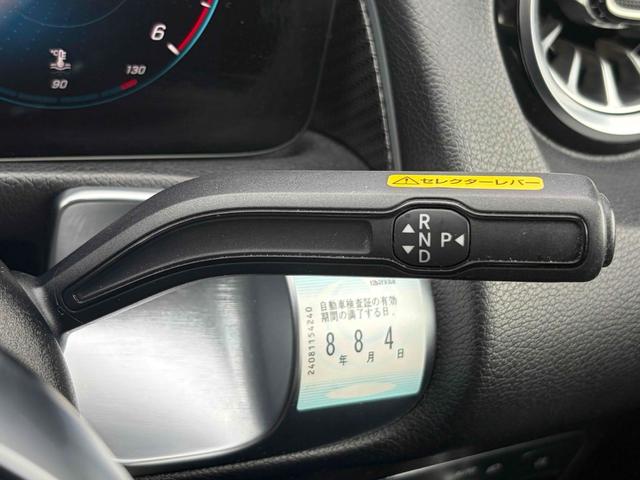 6
℃
90
130
⚠セレクターレバー
R
N P
D
自動車検査証の有効
期間の満了する日.
8年 8月 4日
24081154240